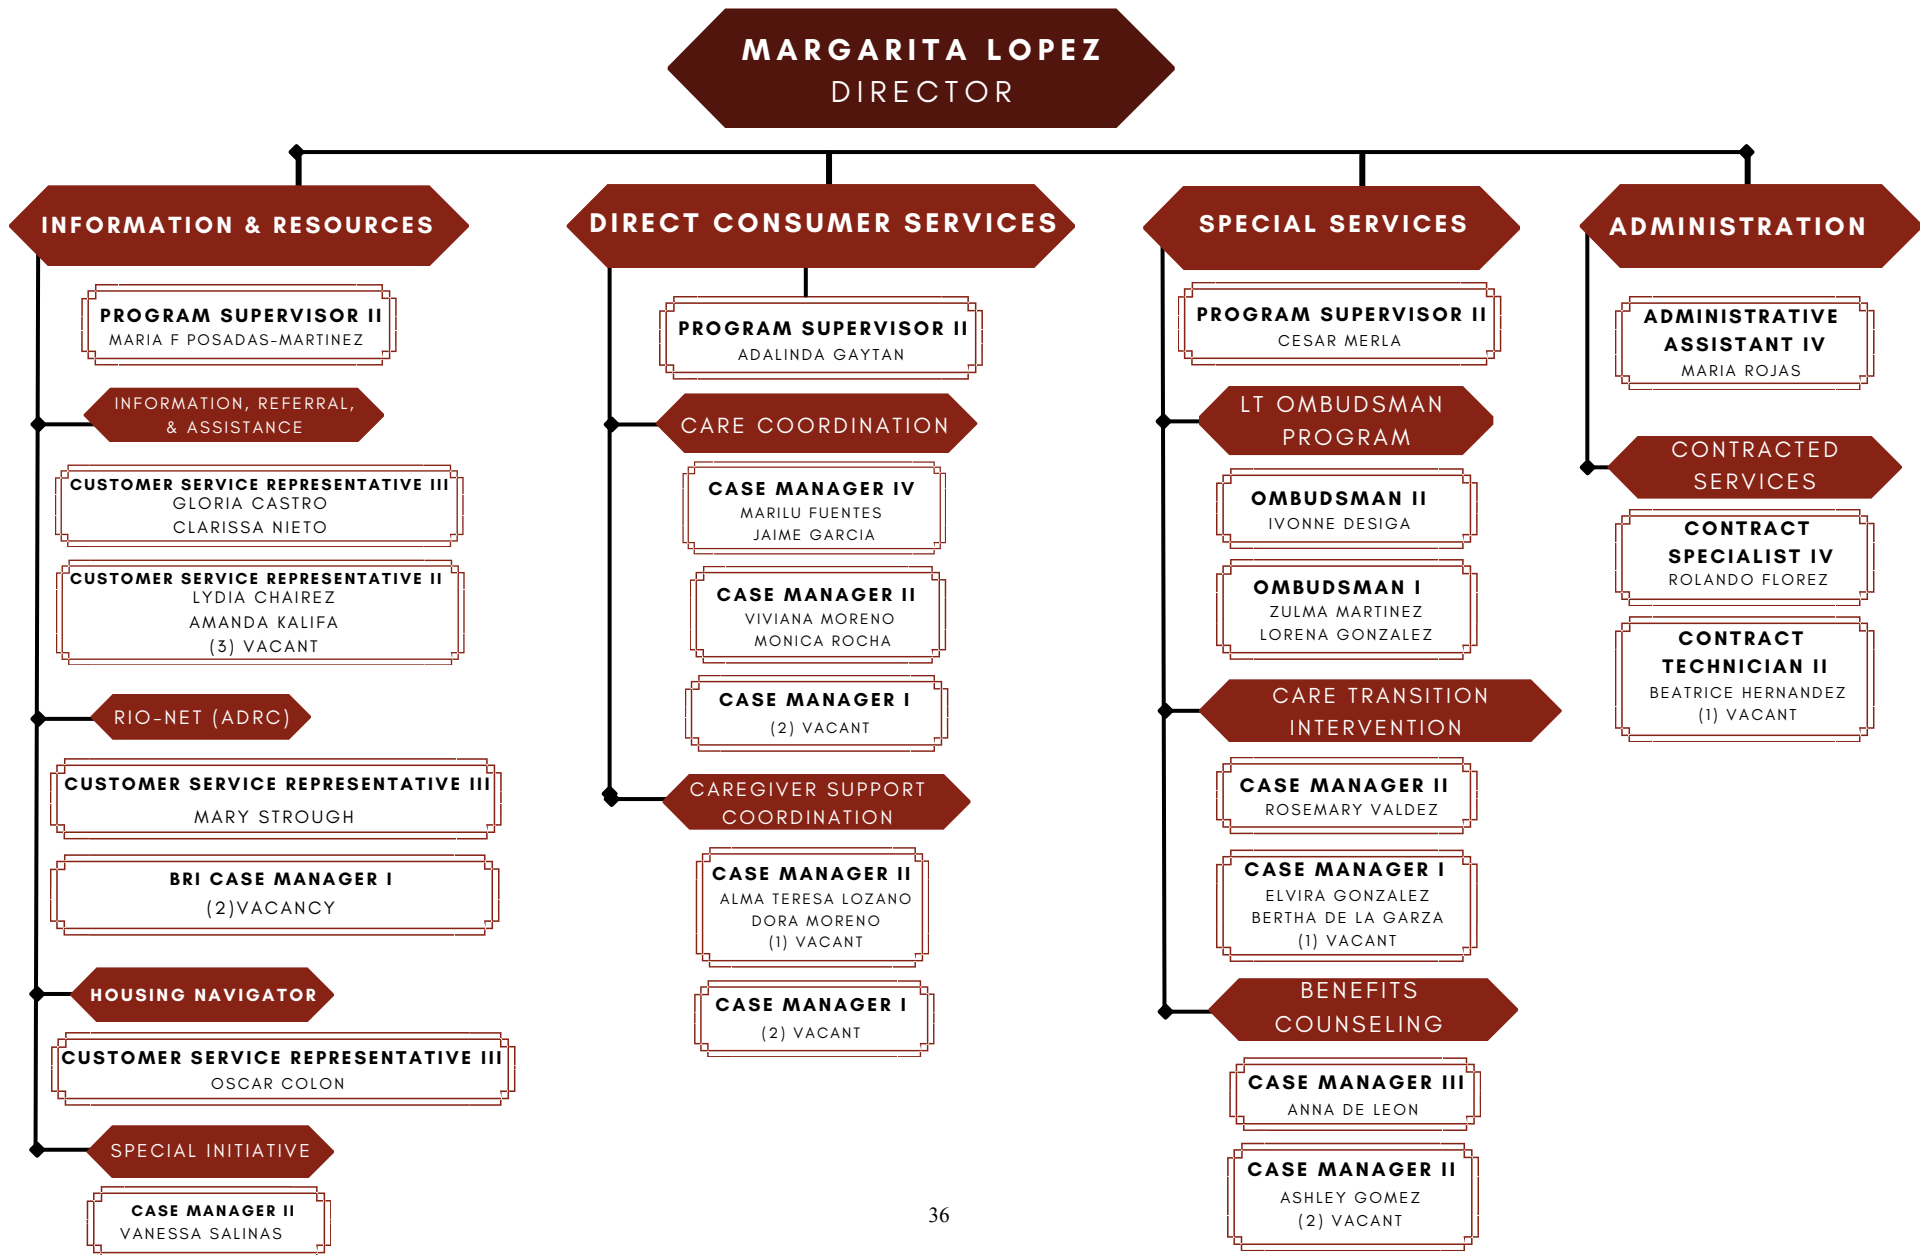 MARGARITA LOPEZ
DIRECTOR
INFORMATION & RESOURCES
PROGRAM SUPERVISOR II
MARIA F POSADAS-MARTINEZ
INFORMATION, REFERRAL,
& ASSISTANCE
CUSTOMER SERVICE REPRESENTATIVE III
GLORIA CASTRO
CLARISSA NIETO
CUSTOMER SERVICE REPRESENTATIVE II
LYDIA CHAIREZ
AMANDA KALIFA
(3) VACANT
RIO-NET (ADRC)
CUSTOMER SERVICE REPRESENTATIVE III
MARY STROUGH
BRI CASE MANAGER I
(2)VACANCY
HOUSING NAVIGATOR
CUSTOMER SERVICE REPRESENTATIVE III
OSCAR COLON
SPECIAL INITIATIVE
CASE MANAGER II
VANESSA SALINAS
DIRECT CONSUMER SERVICES
PROGRAM SUPERVISOR II
ADALINDA GAYTAN
CARE COORDINATION
CASE MANAGER IV
MARILU FUENTES
JAIME GARCIA
CASE MANAGER II
VIVIANA MORENO
MONICA ROCHA
CASE MANAGER I
(2) VACANT
CAREGIVER SUPPORT
COORDINATION
CASE MANAGER II
ALMA TERESA LOZANO
DORA MORENO
(1) VACANT
CASE MANAGER I
(2) VACANT
SPECIAL SERVICES
PROGRAM SUPERVISOR II
CESAR MERLA
LT OMBUDSMAN
PROGRAM
OMBUDSMAN II
IVONNE DESIGA
OMBUDSMAN I
ZULMA MARTINEZ
LORENA GONZALEZ
CARE TRANSITION
INTERVENTION
CASE MANAGER II
ROSEMARY VALDEZ
CASE MANAGER I
ELVIRA GONZALEZ
BERTHA DE LA GARZA
(1) VACANT
BENEFITS
COUNSELING
CASE MANAGER III
ANNA DE LEON
CASE MANAGER II
ASHLEY GOMEZ
(2) VACANT
ADMINISTRATION
ADMINISTRATIVE
ASSISTANT IV
MARIA ROJAS
CONTRACTED
SERVICES
CONTRACT
SPECIALIST IV
ROLANDO FLOREZ
CONTRACT
TECHNICIAN II
BEATRICE HERNANDEZ
(1) VACANT
36